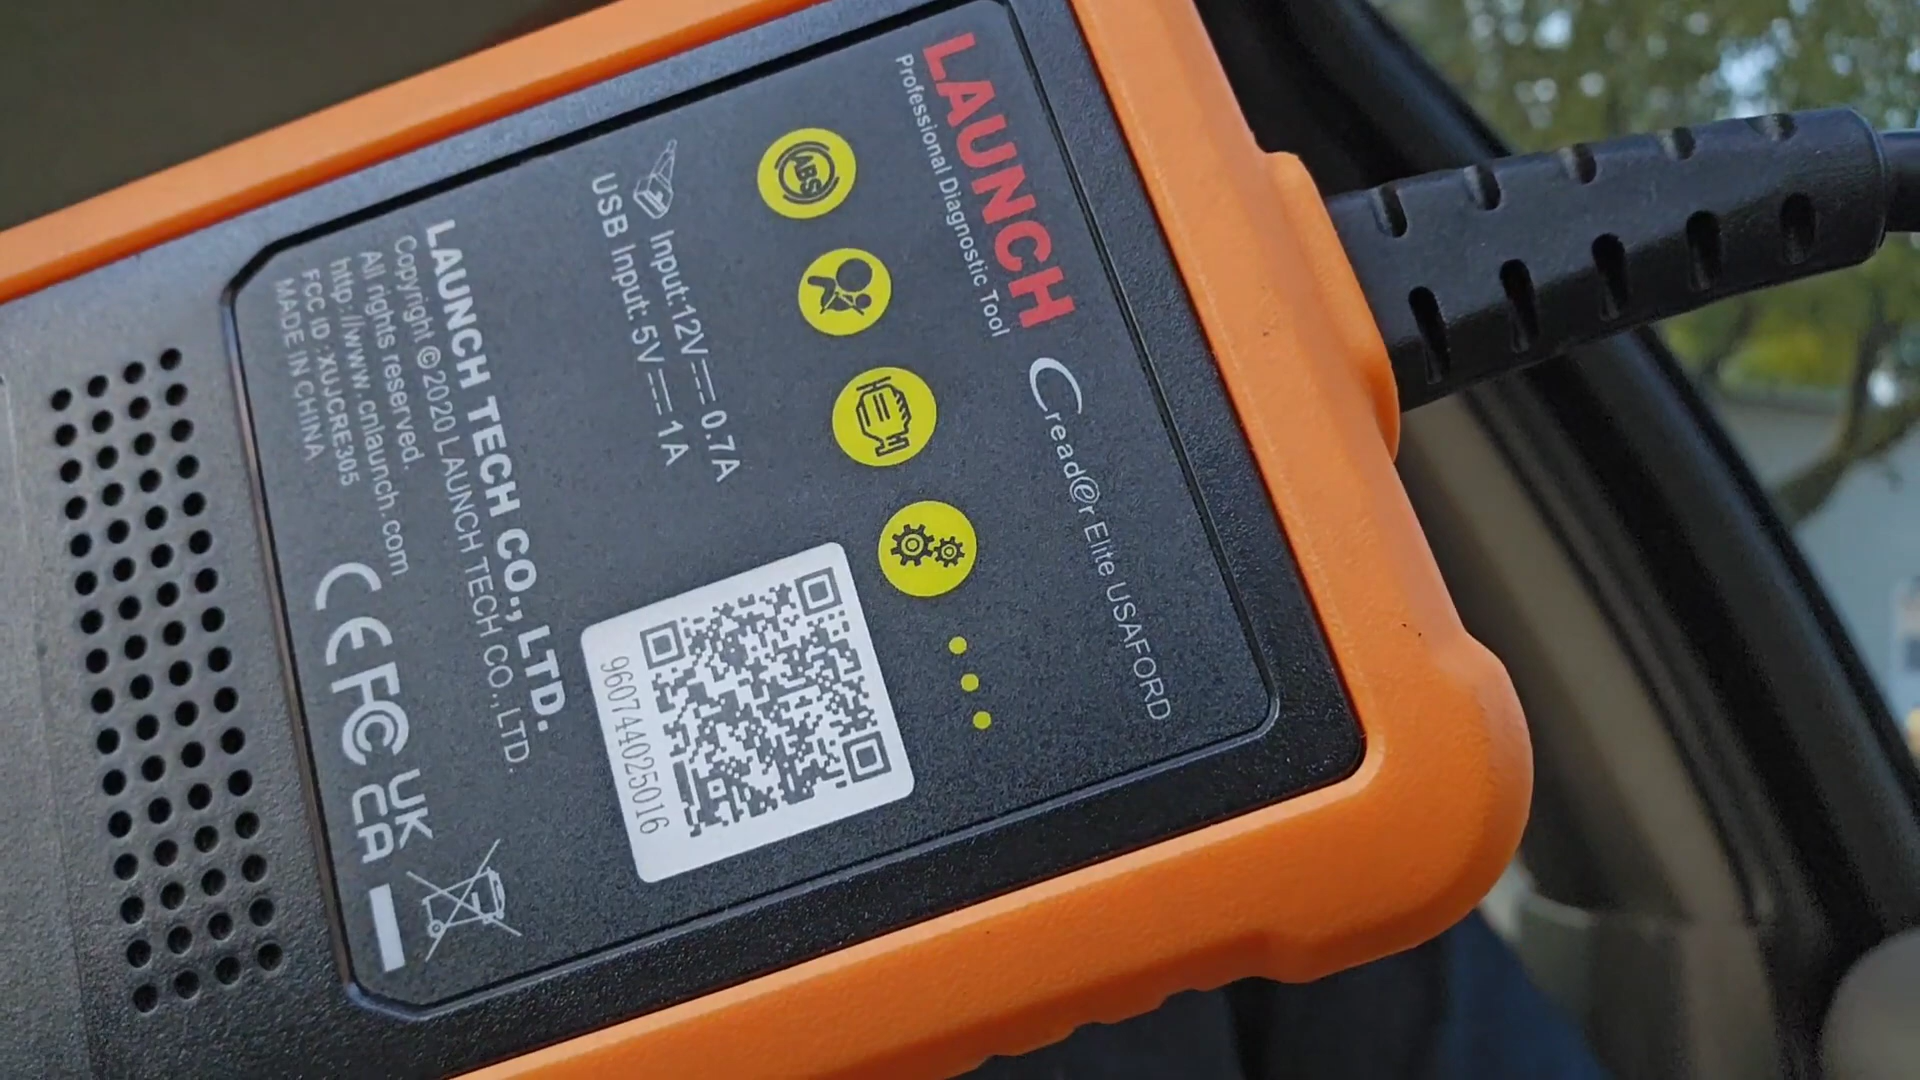 LAUNCH
Professional Diagnostic Tool
Cread@r Elite USAFORD
ABS
Input:12V⎓0.7A
USB Input: 5V⎓1A
960744025016
LAUNCH TECH CO., LTD.
Copyright ©2020 LAUNCH TECH CO., LTD.
All rights reserved.
http://www.cnlaunch.com
FCC ID :XUJCRE305
MADE IN CHINA
CE FC UK
CA